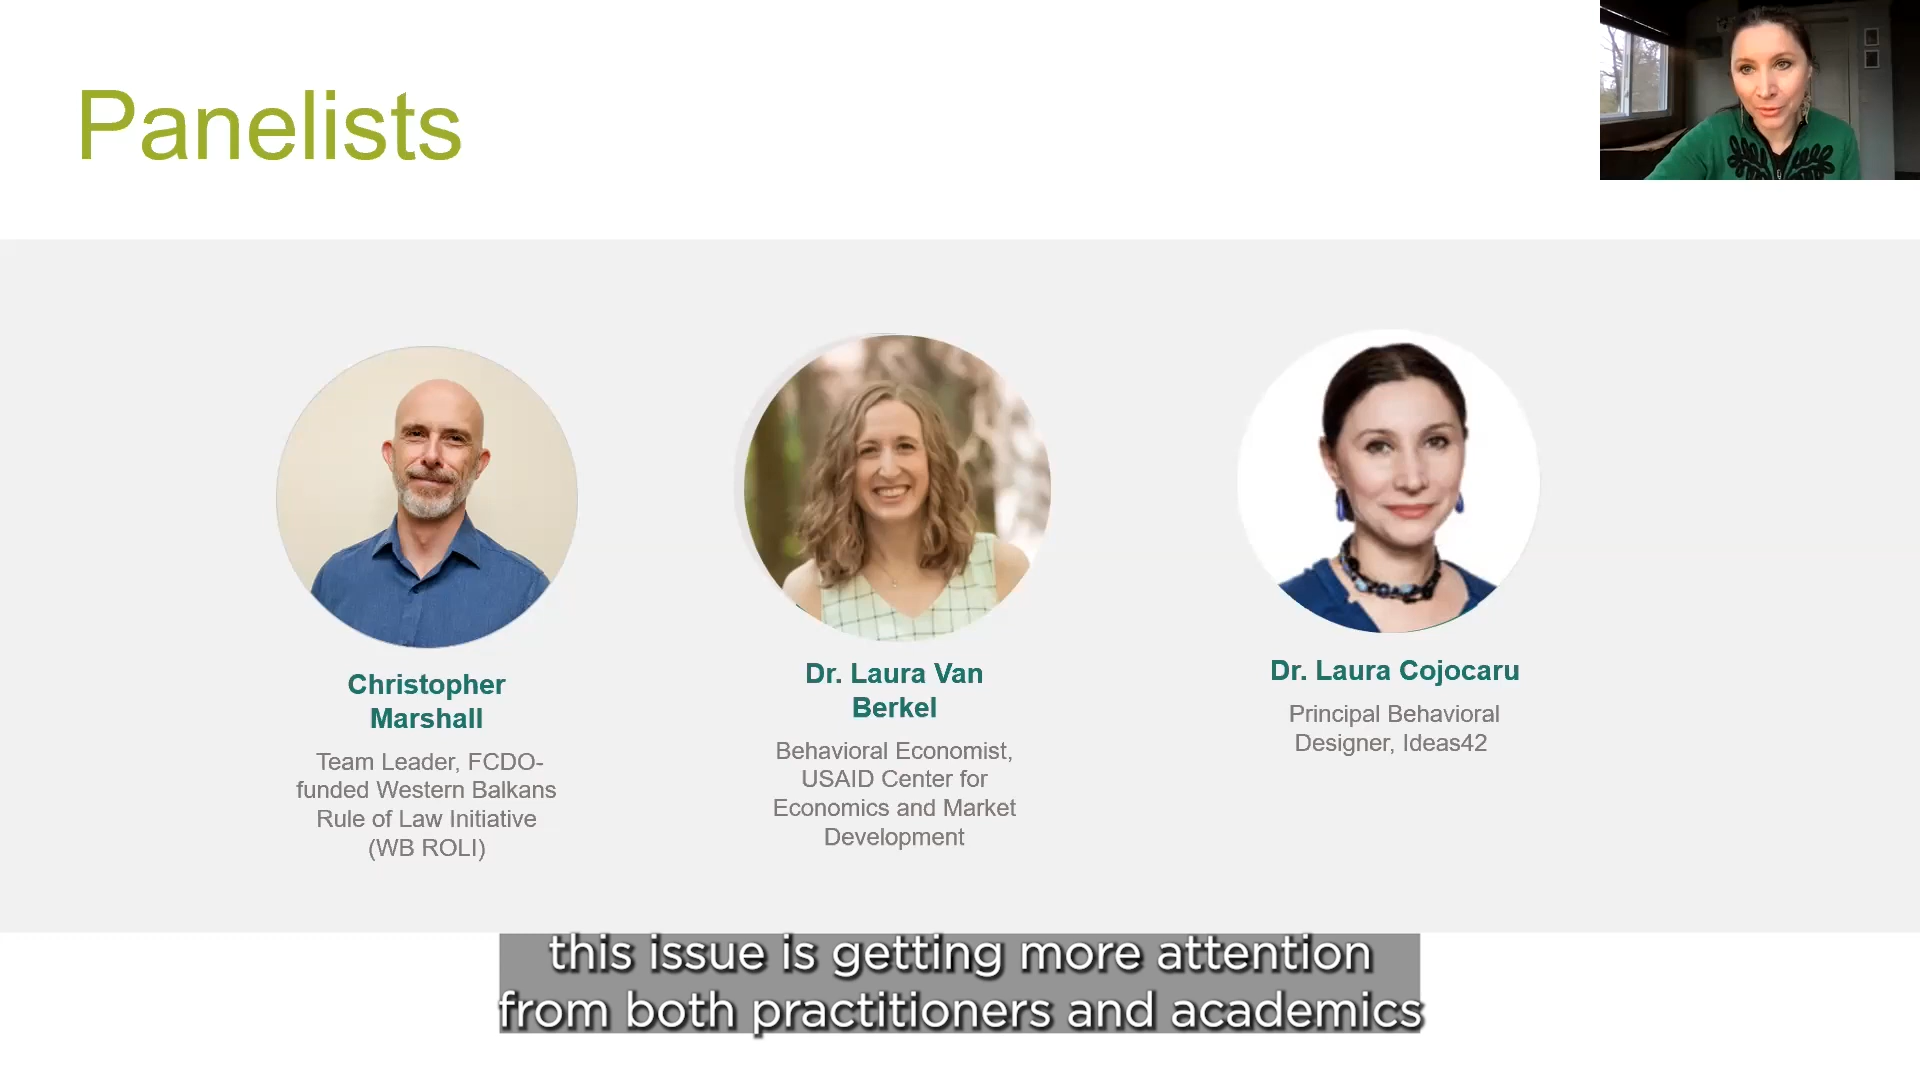 Panelists
Christopher
Marshall
Team Leader, FCDO-
funded Western Balkans
Rule of Law Initiative
(WB ROLI)
Dr. Laura Van
Berkel
Behavioral Economist,
USAID Center for
Economics and Market
Development
Dr. Laura Cojocaru
Principal Behavioral
Designer, Ideas42
this issue is getting more attention
from both practitioners and academics